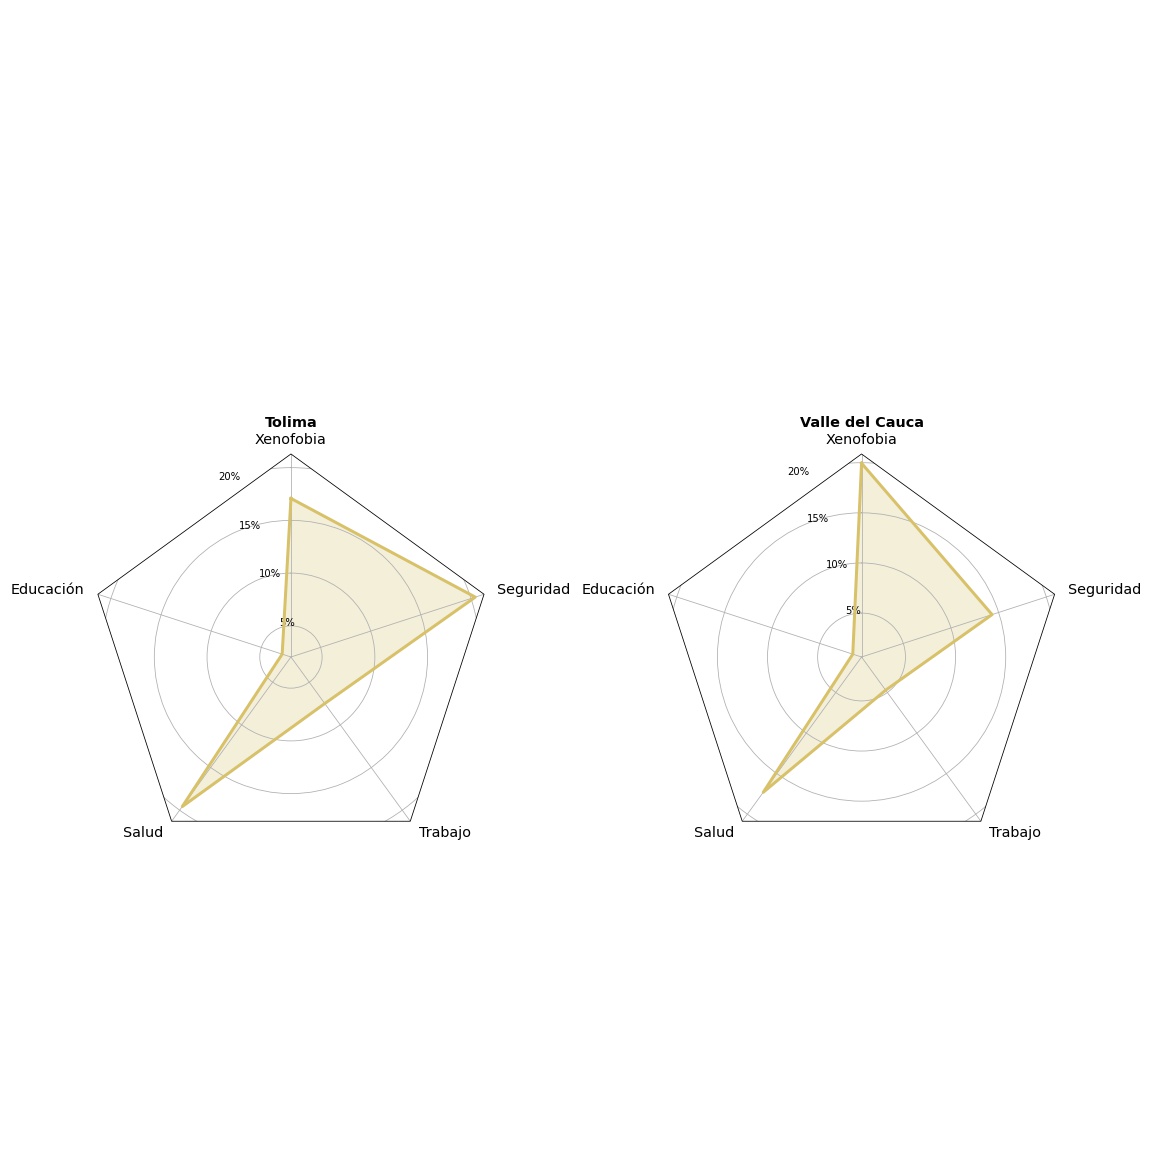 Tolima
Xenofobia
20%
15%
10%
5%
Educación
Seguridad
Salud
Trabajo
Valle del Cauca
Xenofobia
20%
15%
10%
5%
Educación
Seguridad
Salud
Trabajo